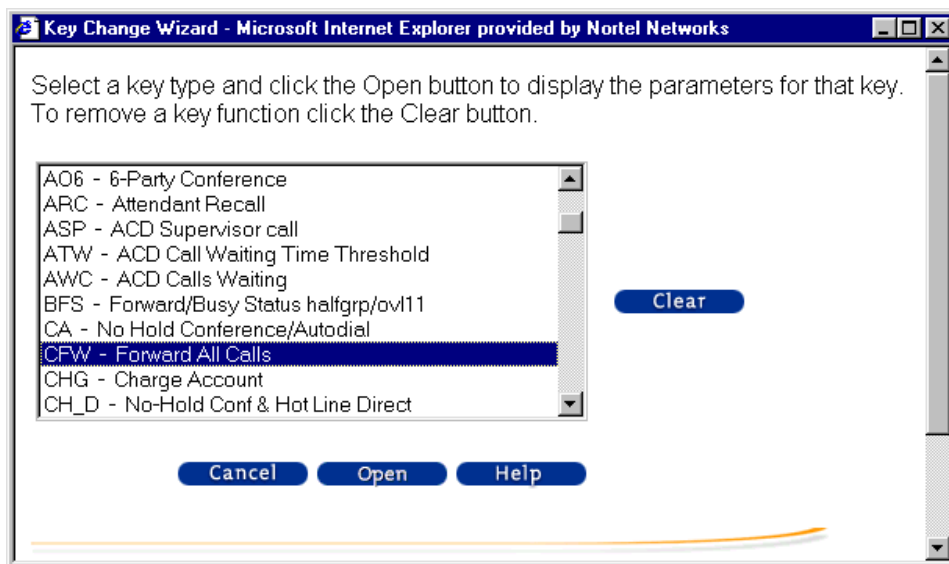 Key Change Wizard - Microsoft Internet Explorer provided by Nortel Networks
Select a key type and click the Open button to display the parameters for that key.
To remove a key function click the Clear button.
AO6 - 6-Party Conference
ARC - Attendant Recall
ASP - ACD Supervisor call
ATW - ACD Call Waiting Time Threshold
AWC - ACD Calls Waiting
BFS - Forward/Busy Status halfgrp/ovl11
CA - No Hold Conference/Autodial
CFW - Forward All Calls
CHG - Charge Account
CH_D - No-Hold Conf & Hot Line Direct
Clear
Cancel Open Help